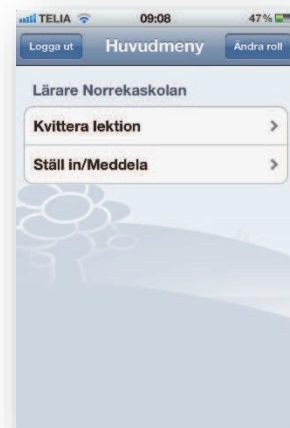 TELIA 09:08 47%
Logga ut Huvudmeny Ändra roll
Lärare Norrekaskolan
Kvittera lektion
Ställ in/Meddela